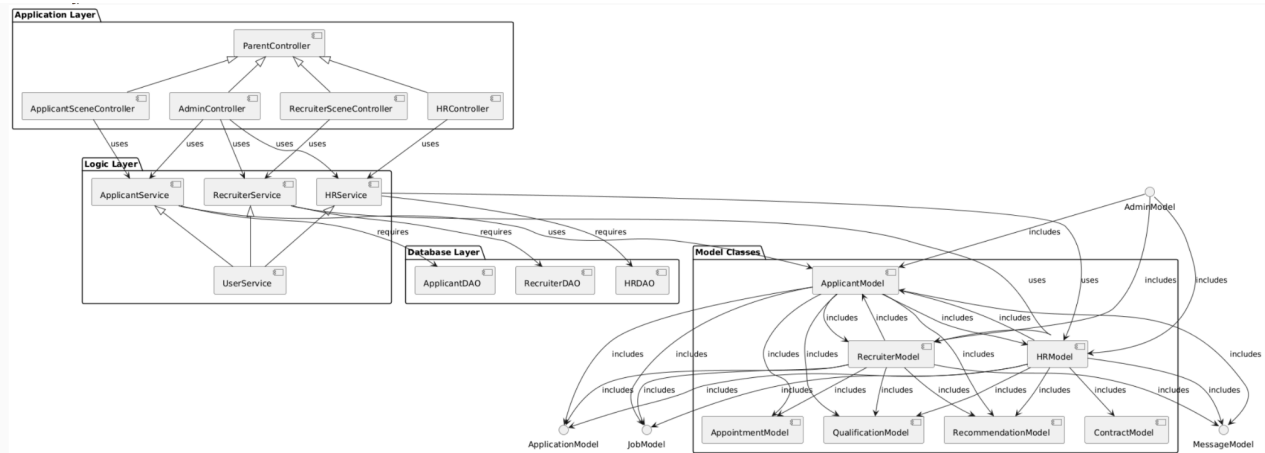 Application Layer
ParentController
ApplicantSceneController
AdminController
RecruiterSceneController
HRController
uses
uses
uses
uses
uses
Logic Layer
ApplicantService
RecruiterService
HRService
AdminModel
requires
requires
uses
requires
includes
Database Layer
Model Classes
UserService
ApplicantDAO
RecruiterDAO
HRDAO
ApplicantModel
uses
uses
includes
includes
includes
includes
includes
includes
includes
includes
includes
includes
includes
includes
includes
RecruiterModel
HRModel
includes
includes
includes
includes
includes
includes
includes
includes
includes
includes
ApplicationModel
JobModel
AppointmentModel
QualificationModel
RecommendationModel
ContractModel
MessageModel